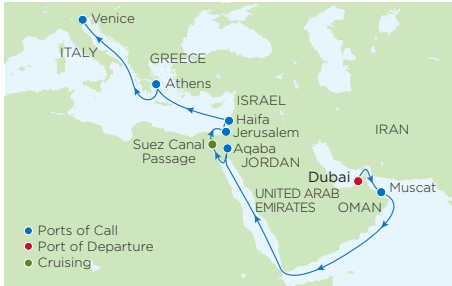 Venice
ITALY
GREECE
Athens
ISRAEL
Haifa
Jerusalem
IRAN
Suez Canal
Passage
Aqaba
JORDAN
Dubai
Muscat
UNITED ARAB
EMIRATES
OMAN
Ports of Call
Port of Departure
Cruising